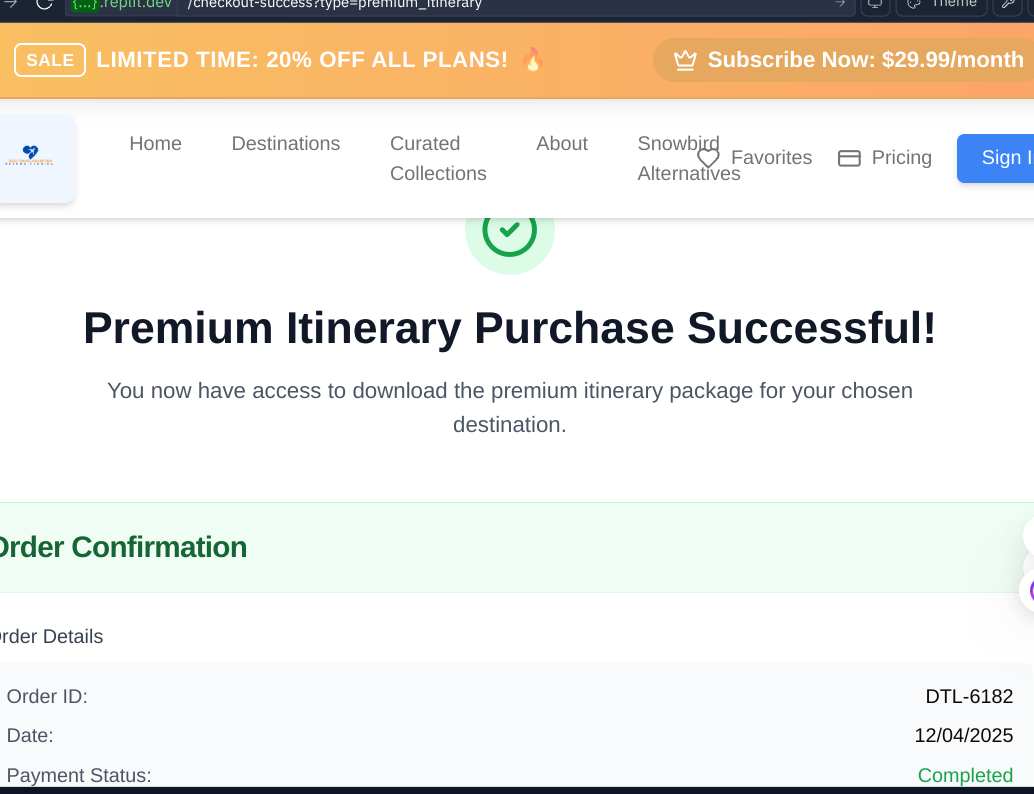 {...}.replit.dev /checkout-success?type=premium_itinerary
Theme
SALE LIMITED TIME: 20% OFF ALL PLANS! 🔥 Subscribe Now: $29.99/month
Home Destinations Curated Collections About Snowbird Alternatives Favorites Pricing Sign I
Premium Itinerary Purchase Successful!
You now have access to download the premium itinerary package for your chosen
destination.
Order Confirmation
Order Details
Order ID: DTL-6182
Date: 12/04/2025
Payment Status: Completed